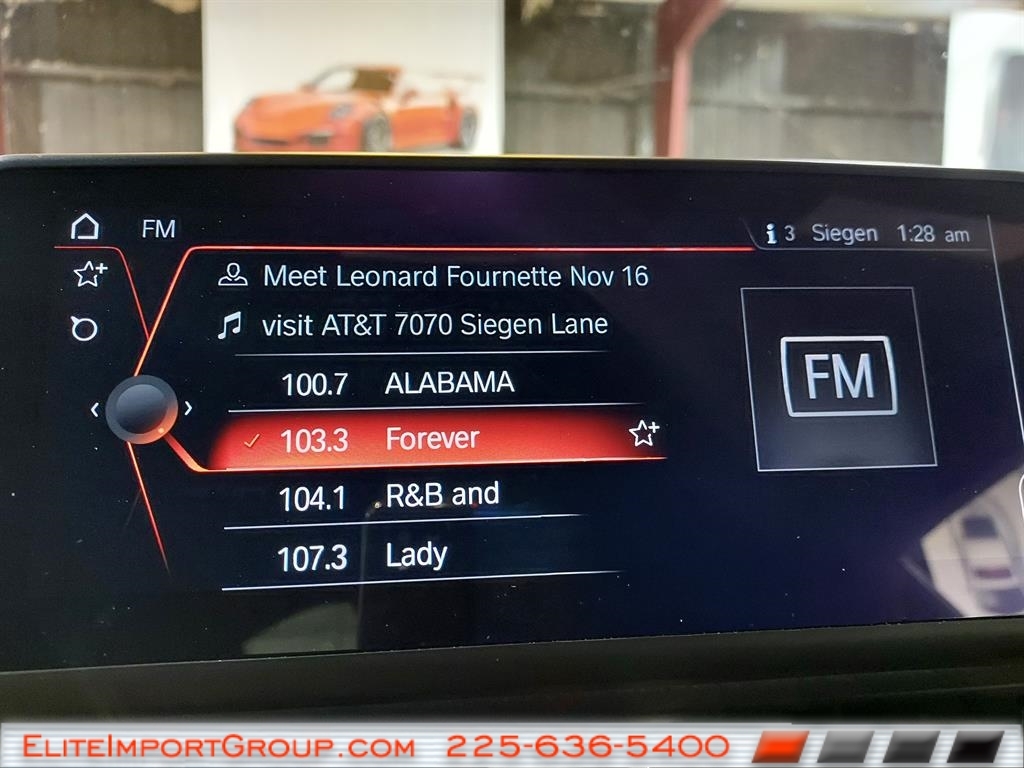 FM
i 3 Siegen 1:28 am
Meet Leonard Fournette Nov 16
visit AT&T 7070 Siegen Lane
100.7 ALABAMA
103.3 Forever
FM
104.1 R&B and
107.3 Lady
EliteImportGroup.com 225-636-5400